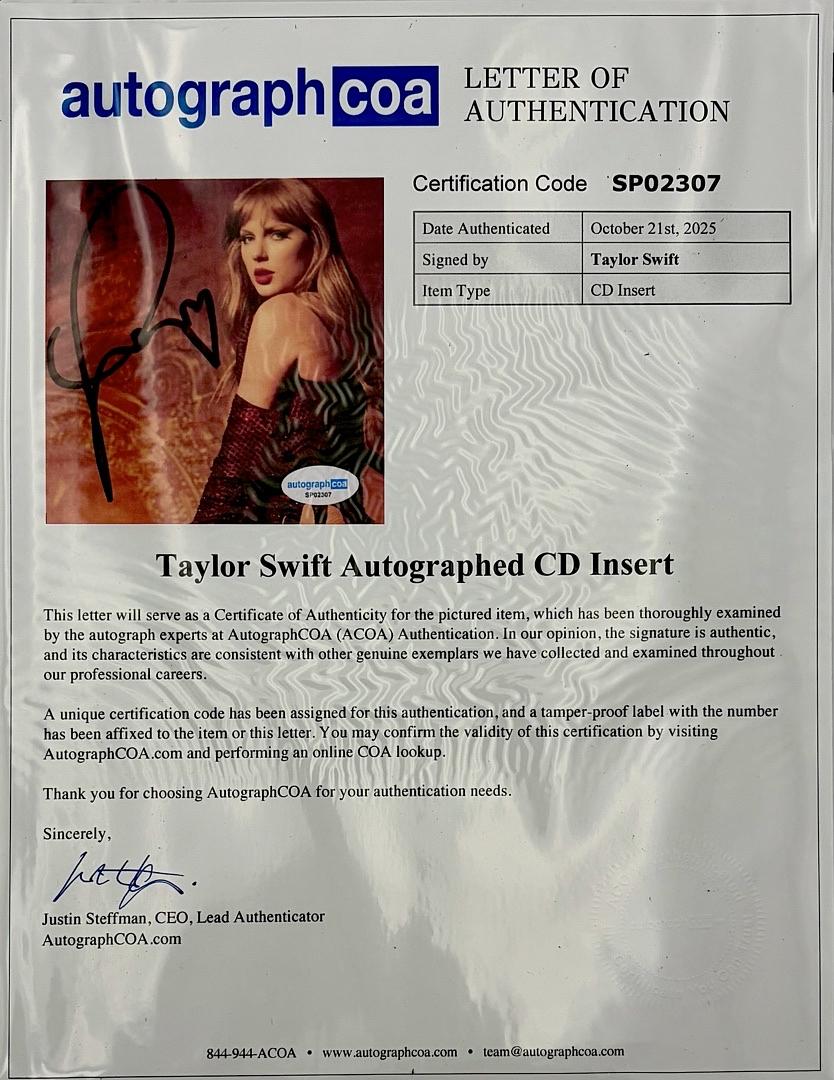 autographcoa LETTER OF
AUTHENTICATION
Certification Code SP02307
Date Authenticated October 21st, 2025
Signed by Taylor Swift
Item Type CD Insert
autographcoa
SP02307
Taylor Swift Autographed CD Insert
This letter will serve as a Certificate of Authenticity for the pictured item, which has been thoroughly examined
by the autograph experts at AutographCOA (ACOA) Authentication. In our opinion, the signature is authentic,
and its characteristics are consistent with other genuine exemplars we have collected and examined throughout
our professional careers.
A unique certification code has been assigned for this authentication, and a tamper-proof label with the number
has been affixed to the item or this letter. You may confirm the validity of this certification by visiting
AutographCOA.com and performing an online COA lookup.
Thank you for choosing AutographCOA for your authentication needs.
Sincerely,
Justin Steffman, CEO, Lead Authenticator
AutographCOA.com
844-944-ACOA • www.autographcoa.com • team@autographcoa.com